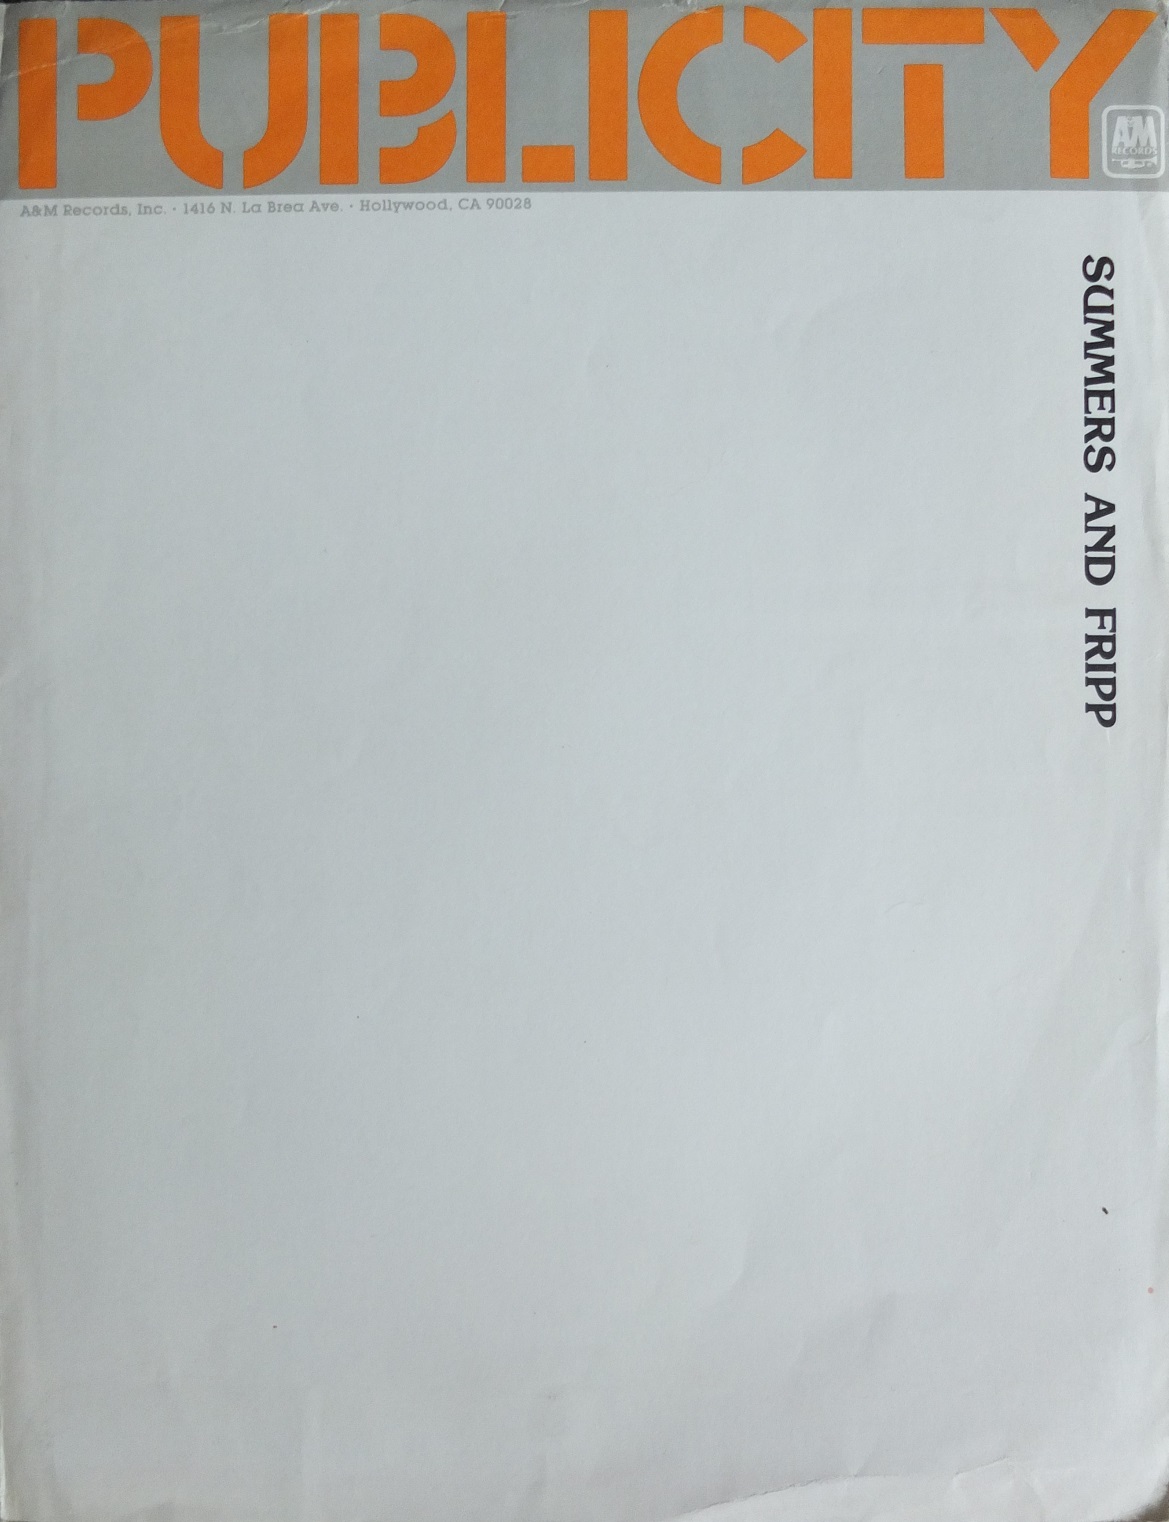 PUBLICITY
A&M
RECORDS
A&M Records, Inc. · 1416 N. La Brea Ave. · Hollywood, CA 90028
SUMMERS AND FRIPP